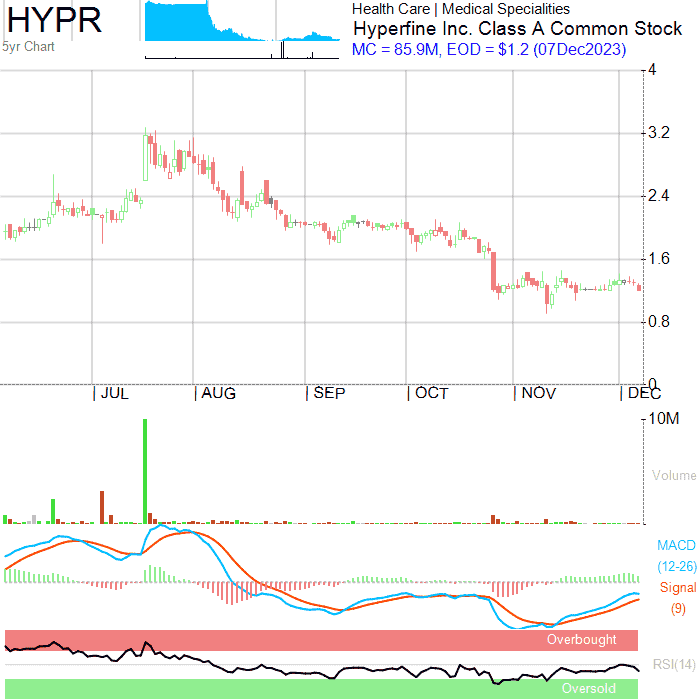 HYPR
5yr Chart
Health Care | Medical Specialities
Hyperfine Inc. Class A Common Stock
MC = 85.9M, EOD = $1.2 (07Dec2023)
4
3.2
2.4
1.6
0.8
0
JUL AUG SEP OCT NOV DEC
10M
Volume
MACD
(12-26)
Signal
(9)
Overbought
RSI(14)
Oversold